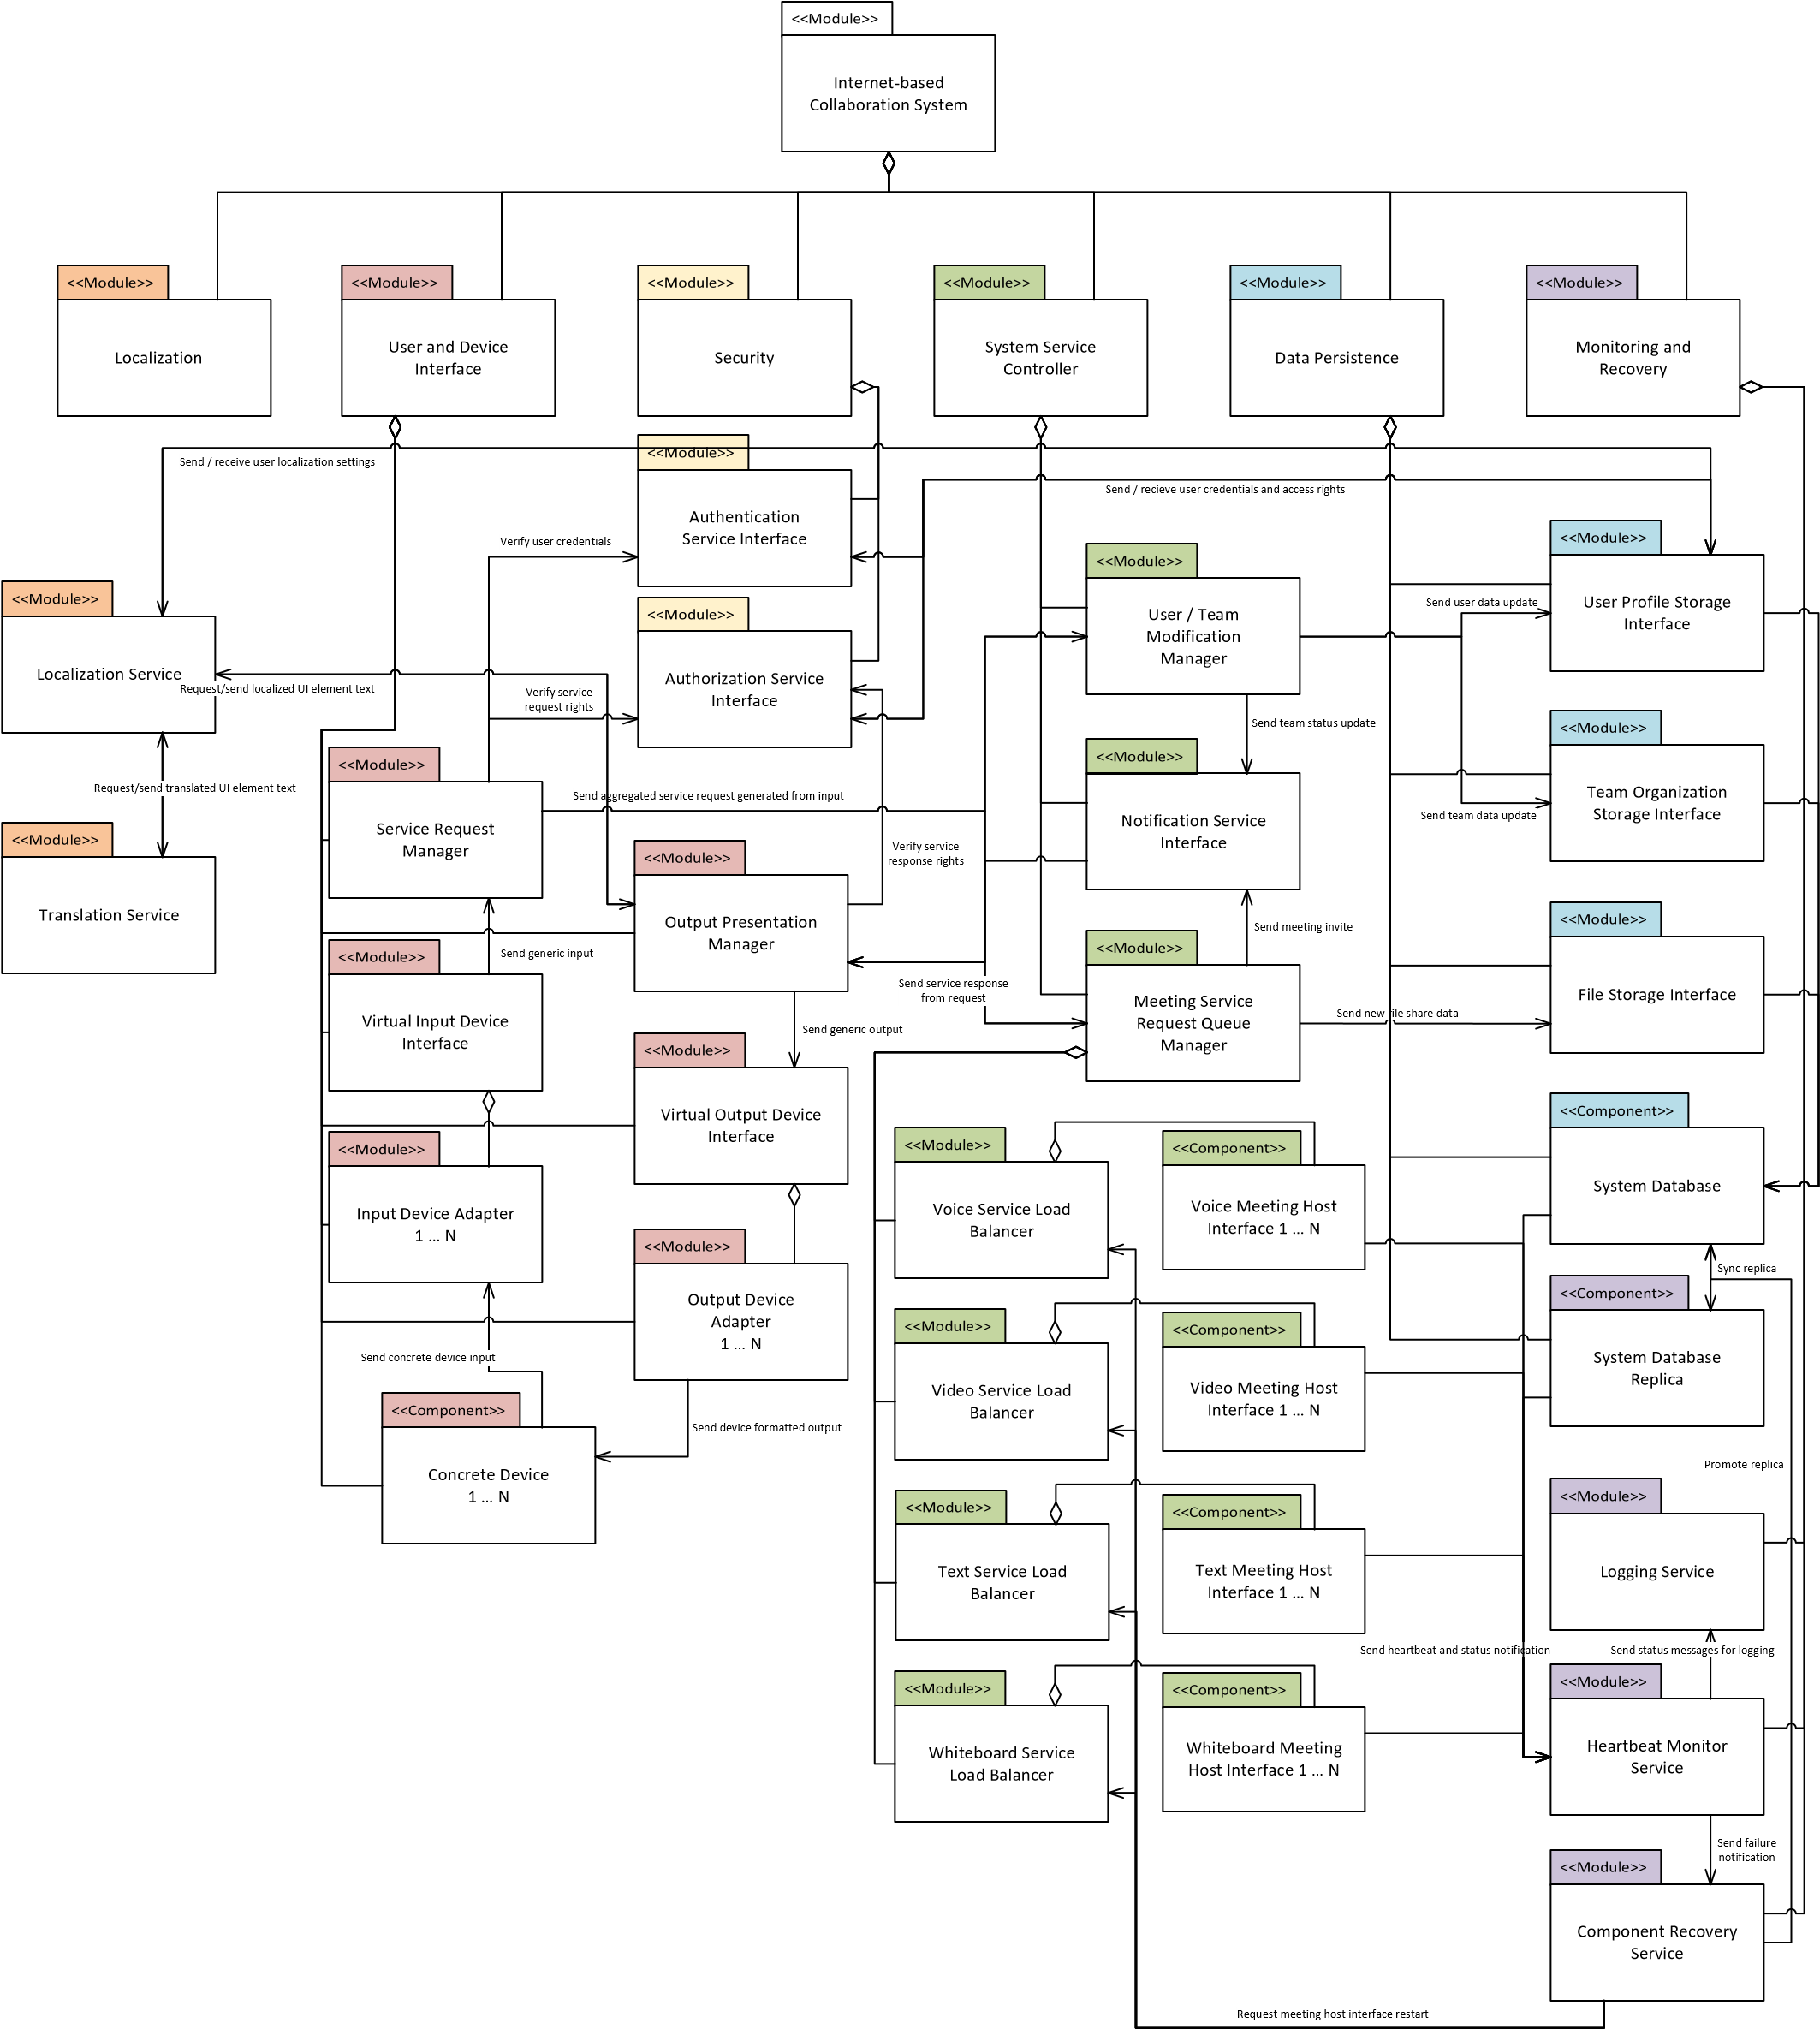 <<Module>>
Internet-based
Collaboration System
<<Module>>
Localization
<<Module>>
User and Device
Interface
<<Module>>
Security
<<Module>>
System Service
Controller
<<Module>>
Data Persistence
<<Module>>
Monitoring and
Recovery
Send / receive user localization settings
Send / recieve user credentials and access rights
<<Module>>
Authentication
Service Interface
Verify user credentials
<<Module>>
Localization Service
Request/send localized UI element text
Request/send translated UI element text
<<Module>>
Translation Service
<<Module>>
Authorization Service
Interface
Verify service
request rights
<<Module>>
Service Request
Manager
Send aggregated service request generated from input
Verify service
response rights
<<Module>>
Output Presentation
Manager
Send service response
from request
Send generic input
<<Module>>
Virtual Input Device
Interface
Send generic output
<<Module>>
Virtual Output Device
Interface
<<Module>>
Input Device Adapter
1 ... N
<<Module>>
Output Device
Adapter
1 ... N
Send concrete device input
Send device formatted output
<<Component>>
Concrete Device
1 ... N
<<Module>>
User / Team
Modification
Manager
Send team status update
<<Module>>
Notification Service
Interface
Send meeting invite
<<Module>>
Meeting Service
Request Queue
Manager
Send user data update
<<Module>>
User Profile Storage
Interface
Send team data update
<<Module>>
Team Organization
Storage Interface
Send new file share data
<<Module>>
File Storage Interface
<<Component>>
System Database
Sync replica
<<Component>>
System Database
Replica
Promote replica
<<Module>>
Voice Service Load
Balancer
<<Component>>
Voice Meeting Host
Interface 1 ... N
<<Module>>
Video Service Load
Balancer
<<Component>>
Video Meeting Host
Interface 1 ... N
<<Module>>
Text Service Load
Balancer
<<Component>>
Text Meeting Host
Interface 1 ... N
<<Module>>
Whiteboard Service
Load Balancer
<<Component>>
Whiteboard Meeting
Host Interface 1 ... N
<<Module>>
Logging Service
Send heartbeat and status notification
Send status messages for logging
<<Module>>
Heartbeat Monitor
Service
Send failure
notification
<<Module>>
Component Recovery
Service
Request meeting host interface restart